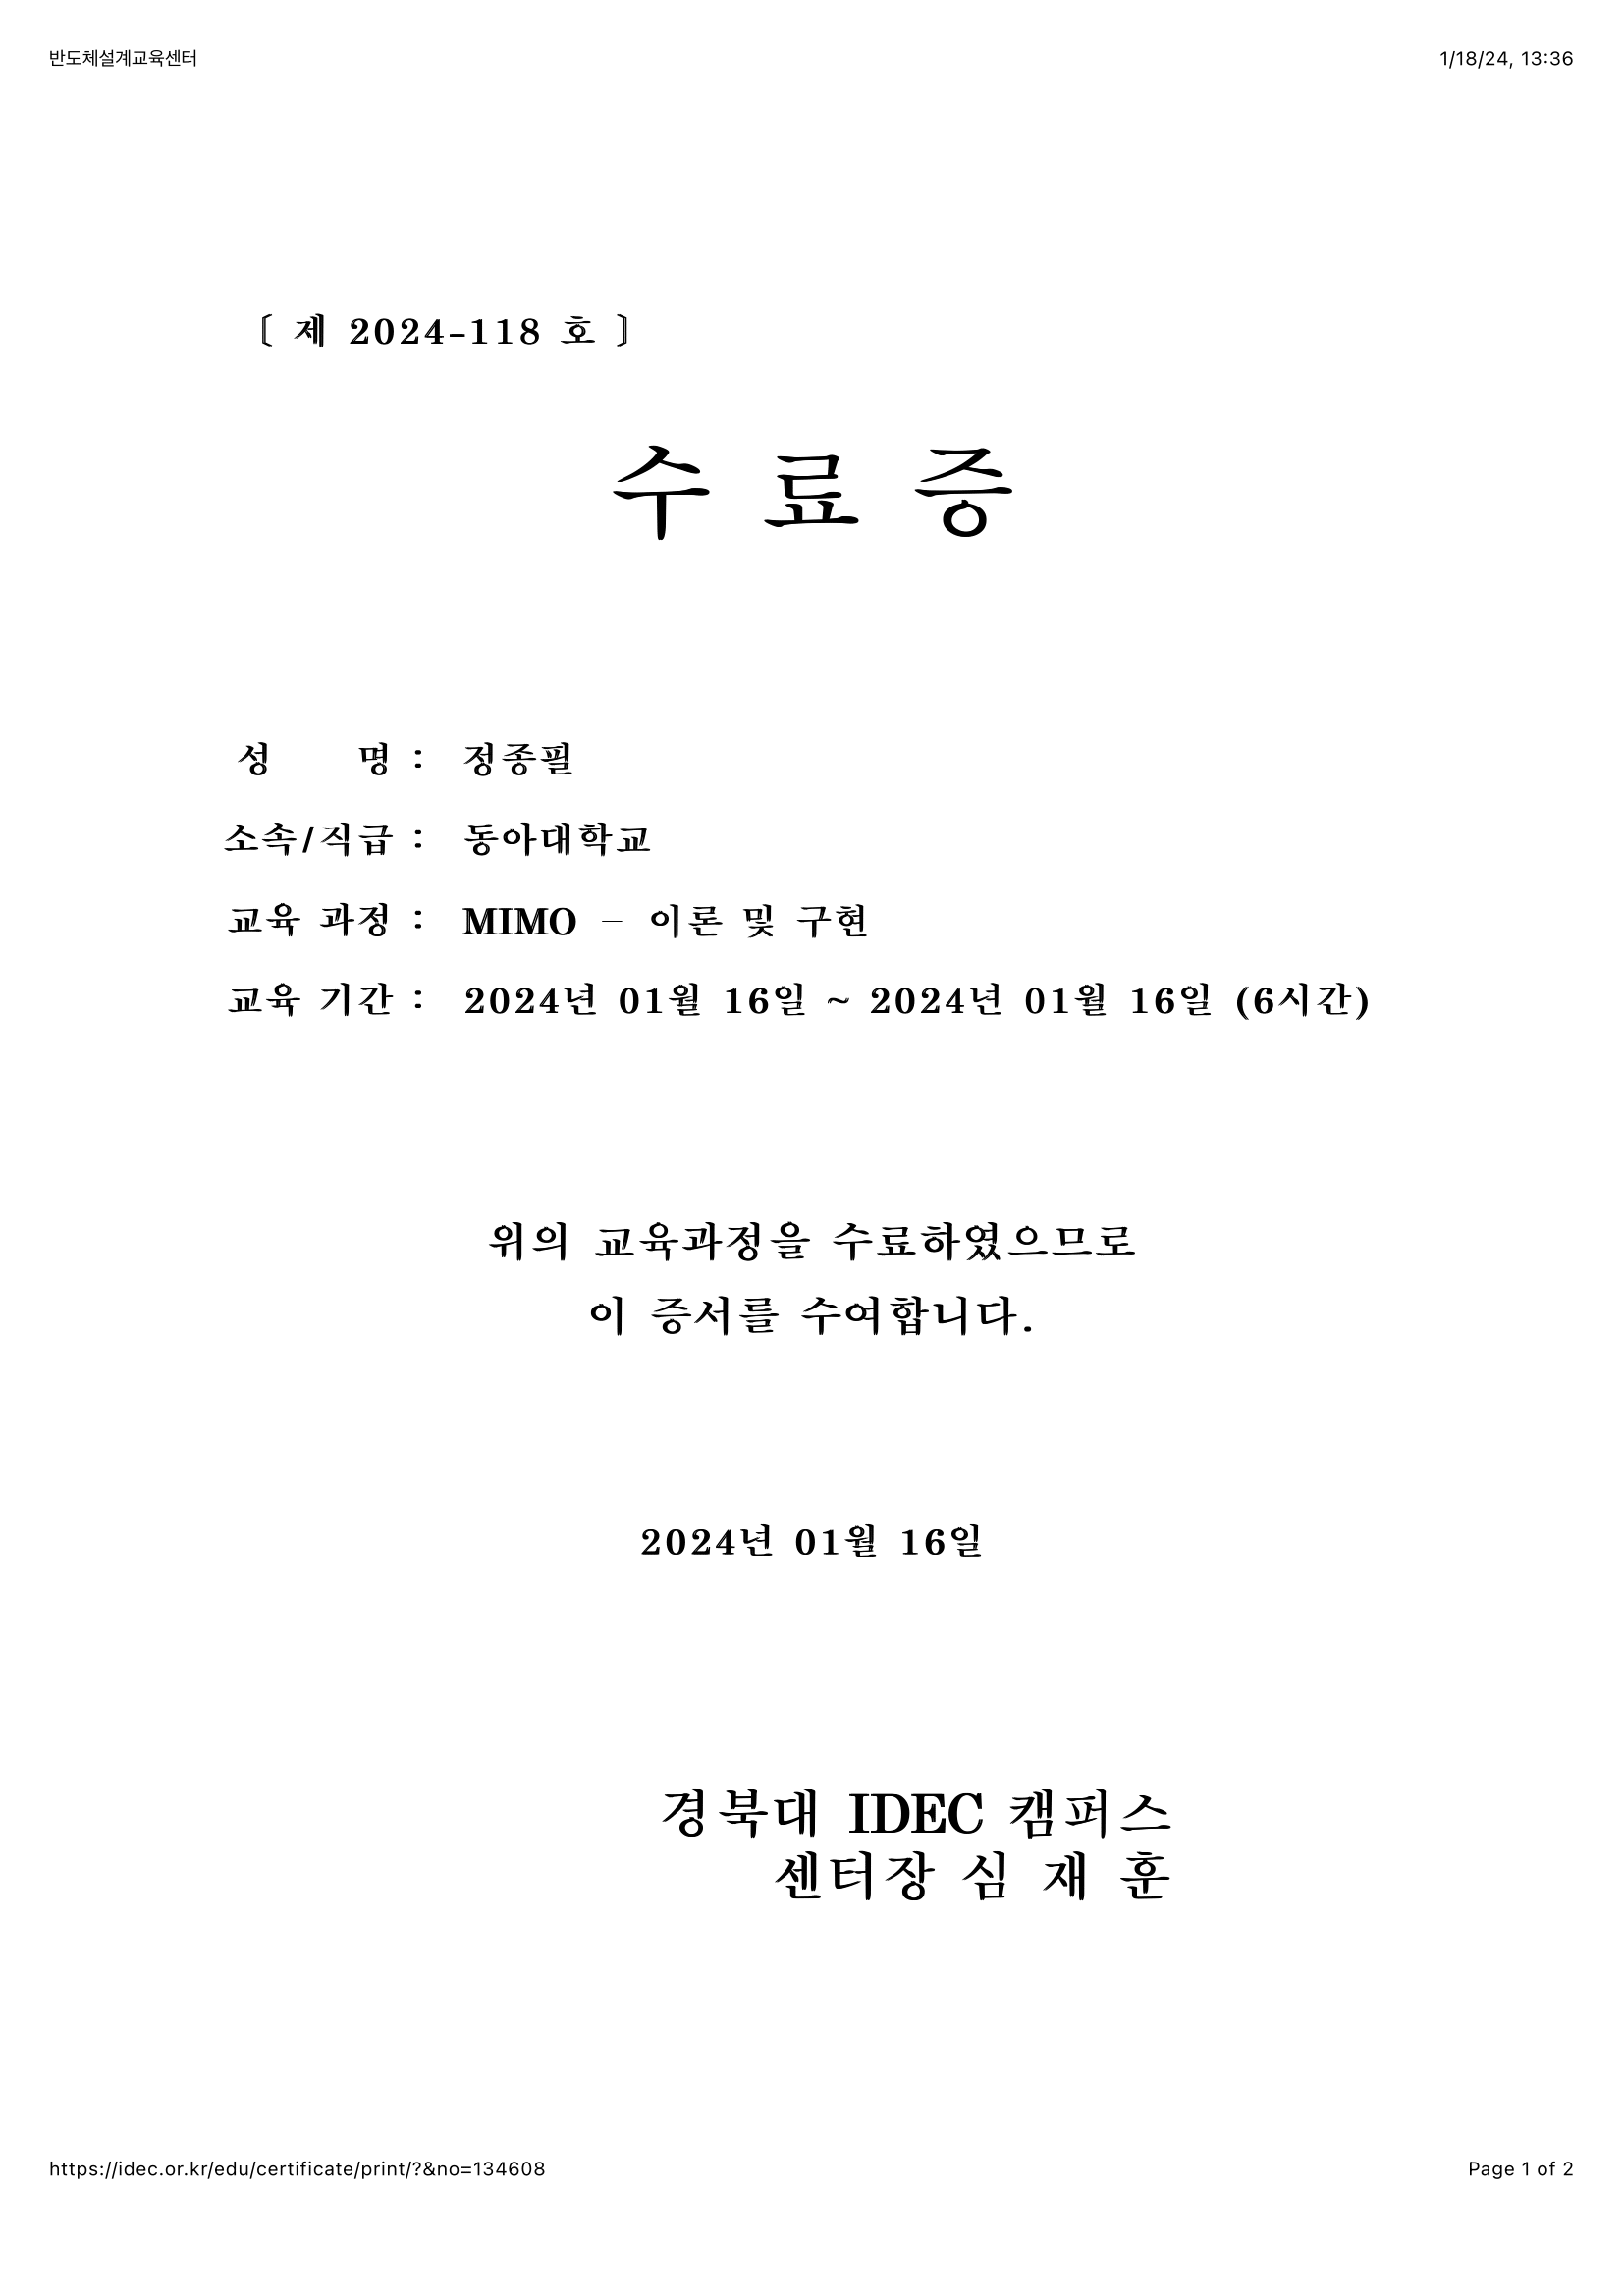 반도체설계교육센터 1/18/24, 13:36
〔 제 2024-118 호 〕
수 료 증
성 명 : 정종필
소속/직급 : 동아대학교
교육 과정 : MIMO – 이론 및 구현
교육 기간 : 2024년 01월 16일 ~ 2024년 01월 16일 (6시간)
위의 교육과정을 수료하였으므로
이 증서를 수여합니다.
2024년 01월 16일
경북대 IDEC 캠퍼스
센터장 심 재 훈
https://idec.or.kr/edu/certificate/print/?&no=134608 Page 1 of 2